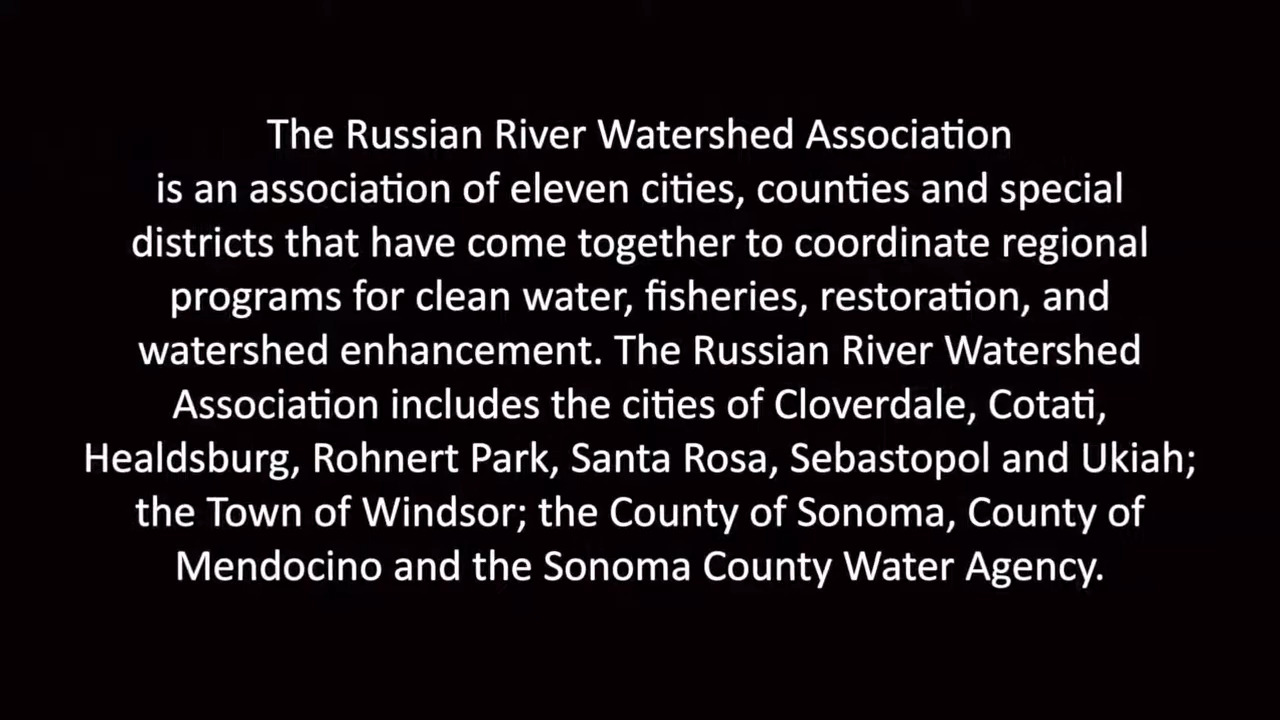 The Russian River Watershed Association
is an association of eleven cities, counties and special
districts that have come together to coordinate regional
programs for clean water, fisheries, restoration, and
watershed enhancement. The Russian River Watershed
Association includes the cities of Cloverdale, Cotati,
Healdsburg, Rohnert Park, Santa Rosa, Sebastopol and Ukiah;
the Town of Windsor; the County of Sonoma, County of
Mendocino and the Sonoma County Water Agency.